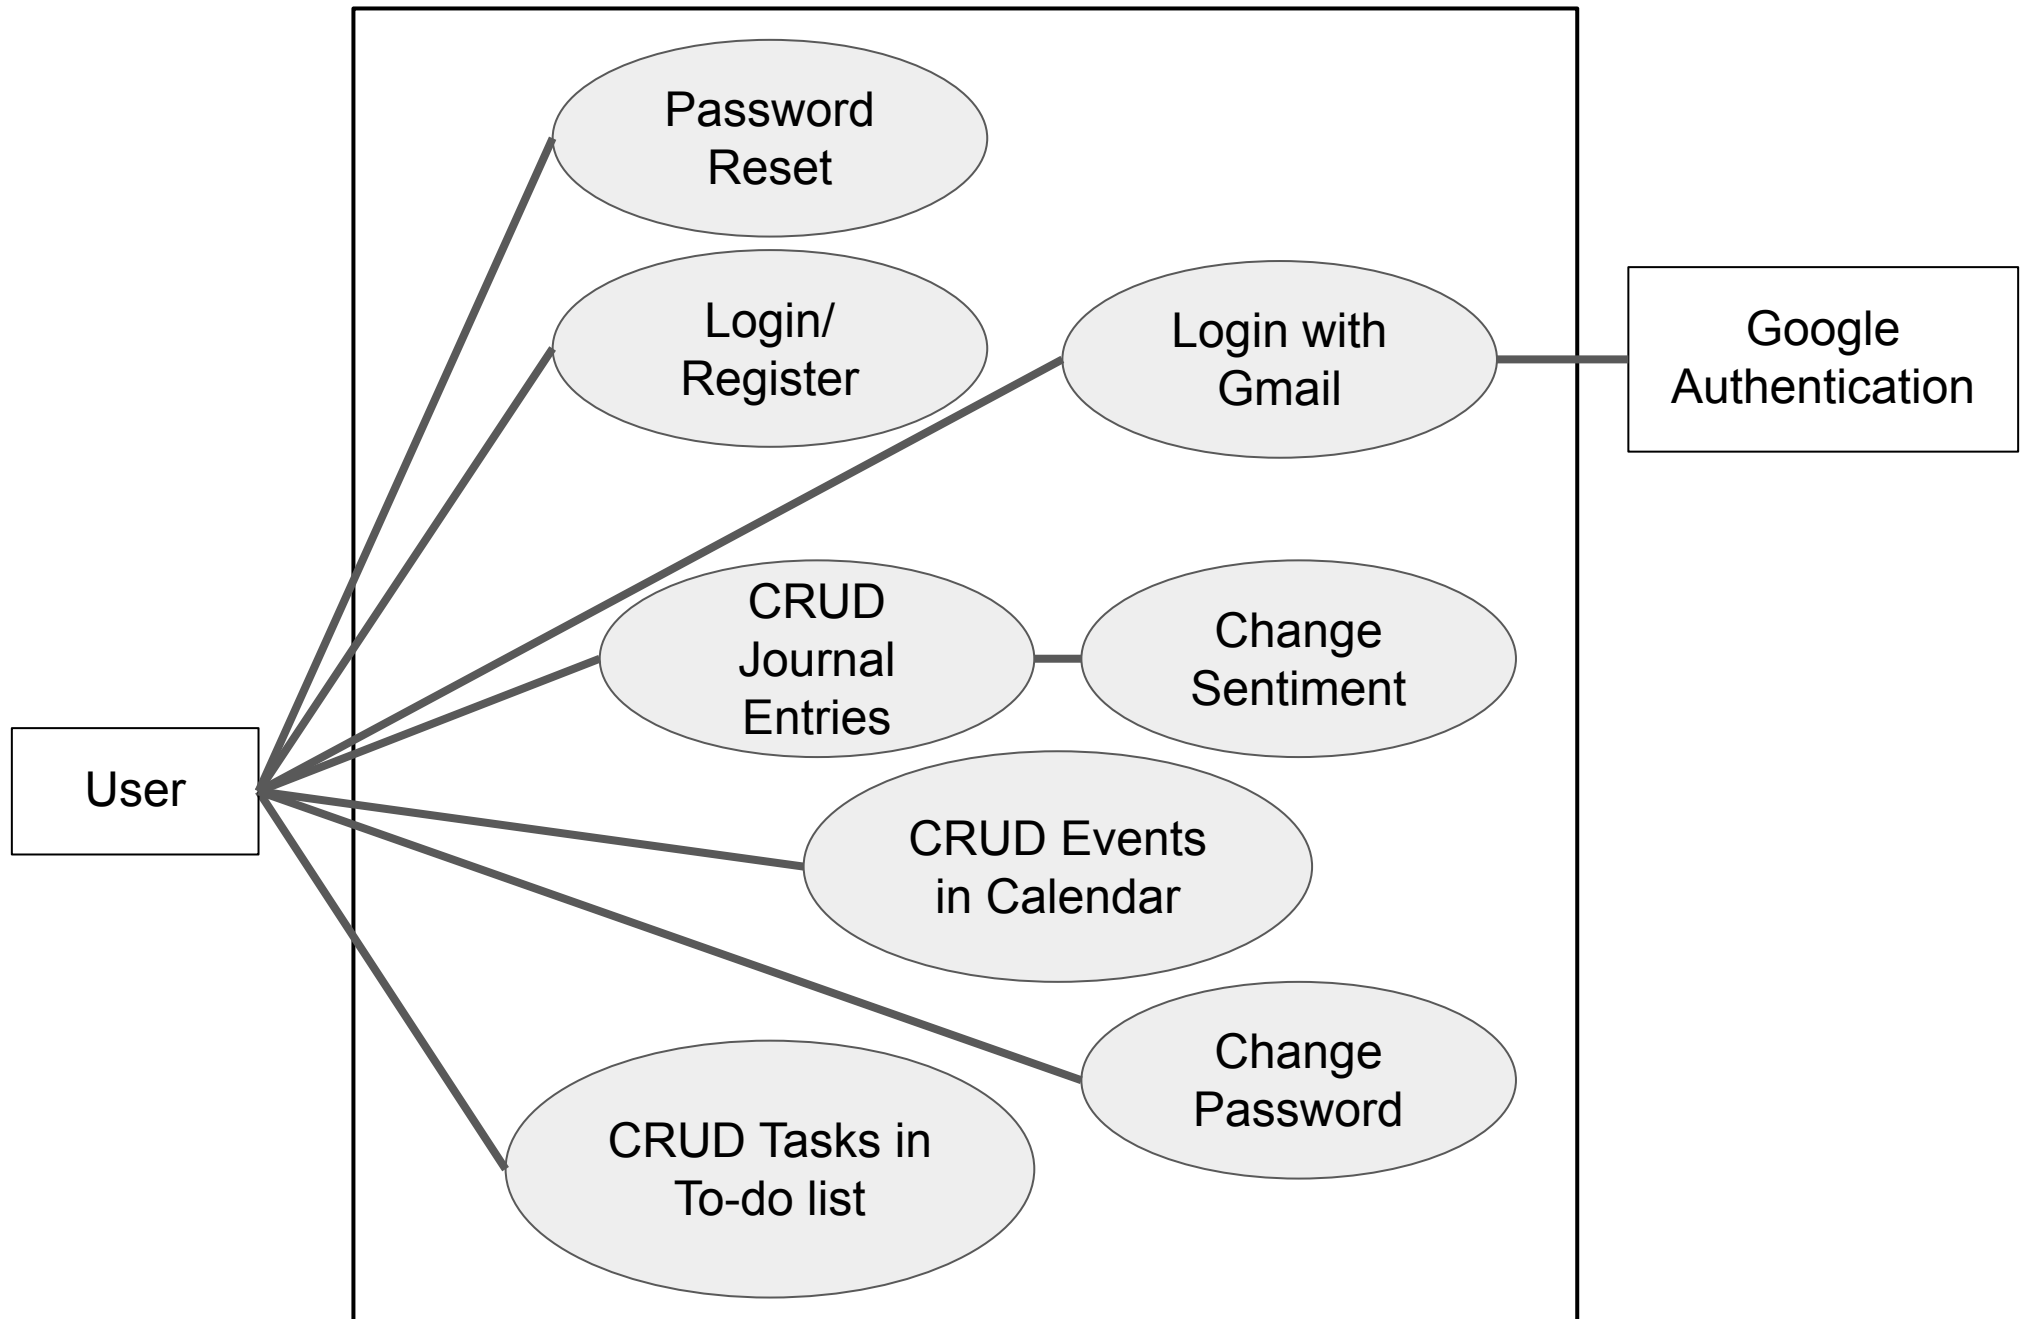 Password
Reset
Login/
Register
Login with
Gmail
Google
Authentication
CRUD
Journal
Entries
Change
Sentiment
User
CRUD Events
in Calendar
Change
Password
CRUD Tasks in
To-do list